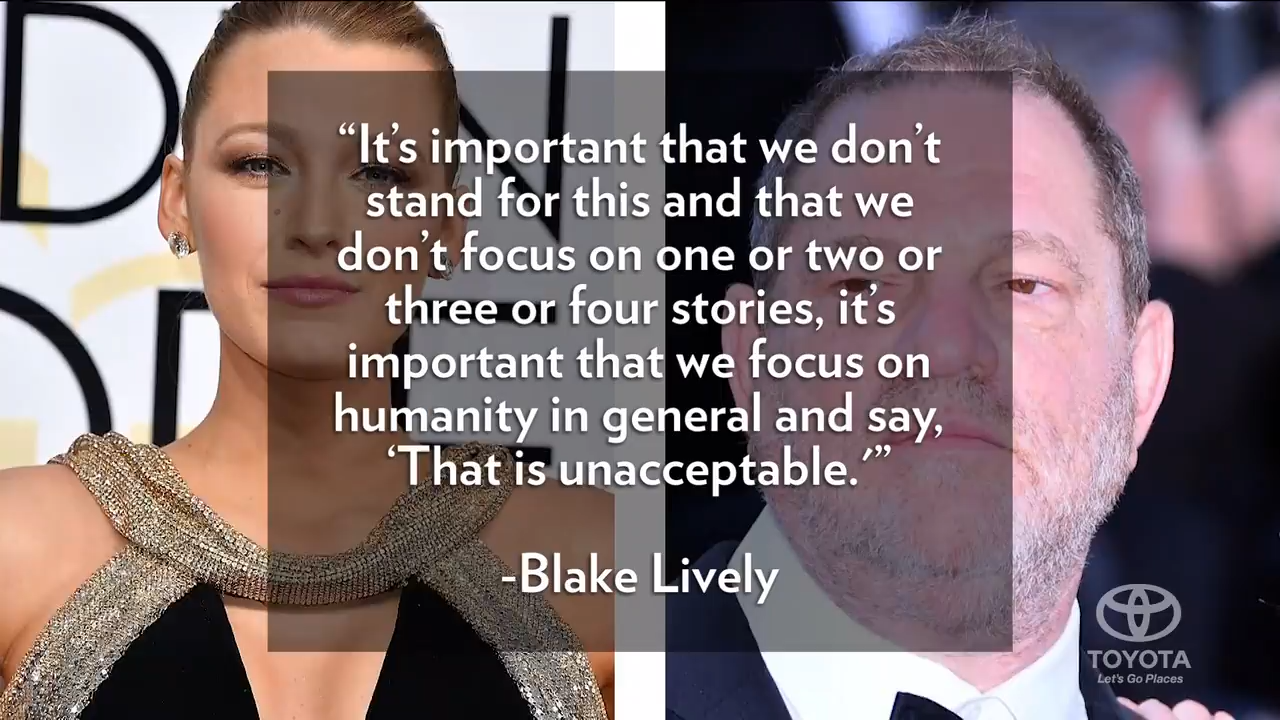 “It’s important that we don’t
stand for this and that we
don’t focus on one or two or
three or four stories, it’s
important that we focus on
humanity in general and say,
‘That is unacceptable.’”
-Blake Lively
TOYOTA
Let's Go Places